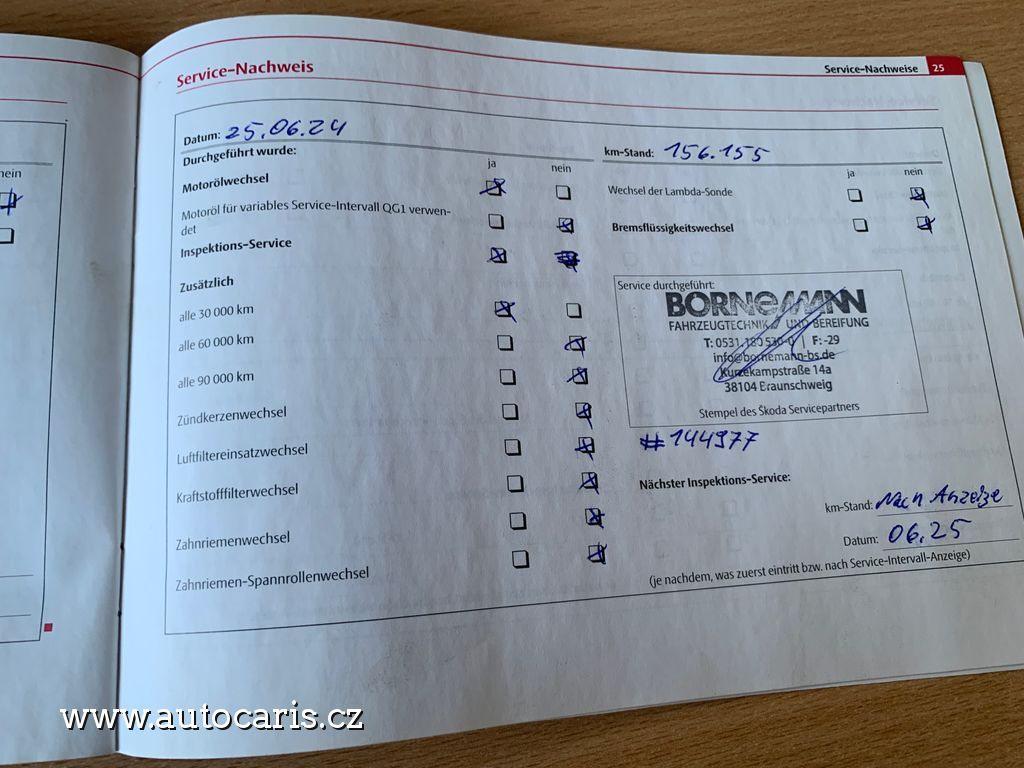 nein
Service-Nachweis
Service-Nachweise 25
Datum: 25.06.24
Durchgeführt wurde:
ja nein
Motorölwechsel
Motoröl für variables Service-Intervall QG1 verwen-
det
Inspektions-Service
Zusätzlich
alle 30 000 km
alle 60 000 km
alle 90 000 km
Zündkerzenwechsel
Luftfiltereinsatzwechsel
Kraftstofffilterwechsel
Zahnriemenwechsel
Zahnriemen-Spannrollenwechsel
km-Stand: 156.155
ja nein
Wechsel der Lambda-Sonde
Bremsflüssigkeitswechsel
Service durchgeführt:
BORNEMANN
FAHRZEUGTECHNIK UND BEREIFUNG
T: 0531 180 530-0 | F: -29
info@bornemann-bs.de
Kurzekampstraße 14a
38104 Braunschweig
Stempel des Škoda Servicepartners
#144977
Nächster Inspektions-Service:
km-Stand: Nach Anzeige
Datum: 06.25
(je nachdem, was zuerst eintritt bzw. nach Service-Intervall-Anzeige)
www.autocaris.cz